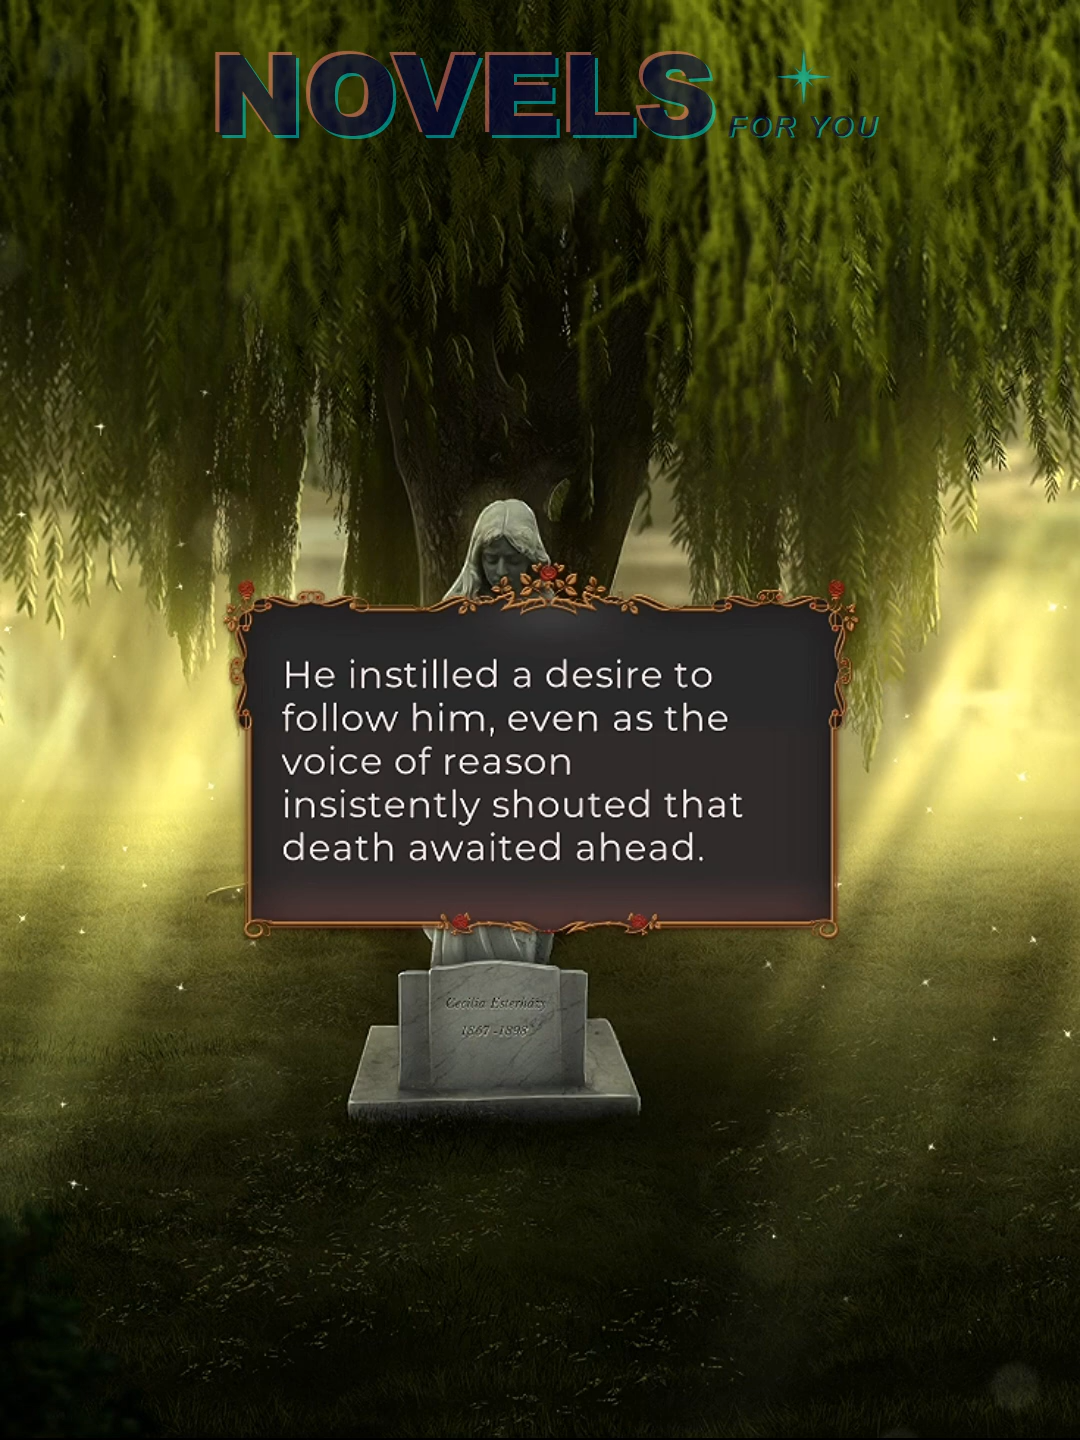 NOVELS
FOR YOU
He instilled a desire to
follow him, even as the
voice of reason
insistently shouted that
death awaited ahead.
Cecilia Esterházy
1867-1898